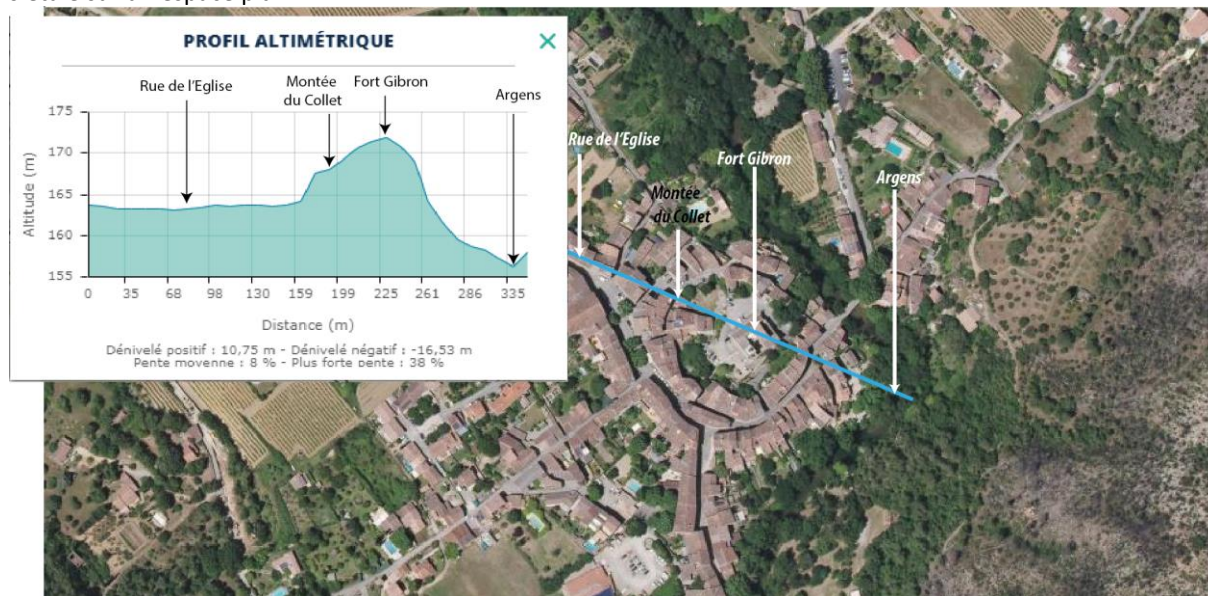 PROFIL ALTIMÉTRIQUE
Rue de l'Eglise
Montée
du Collet
Fort Gibron
Argens
175
170
165
160
155
Altitude (m)
0 35 68 98 130 159 199 225 261 286 335
Distance (m)
Dénivelé positif : 10,75 m - Dénivelé négatif : -16,53 m
Pente moyenne : 8 % - Plus forte pente : 38 %
Rue de l'Eglise
Montée
du Collet
Fort Gibron
Argens